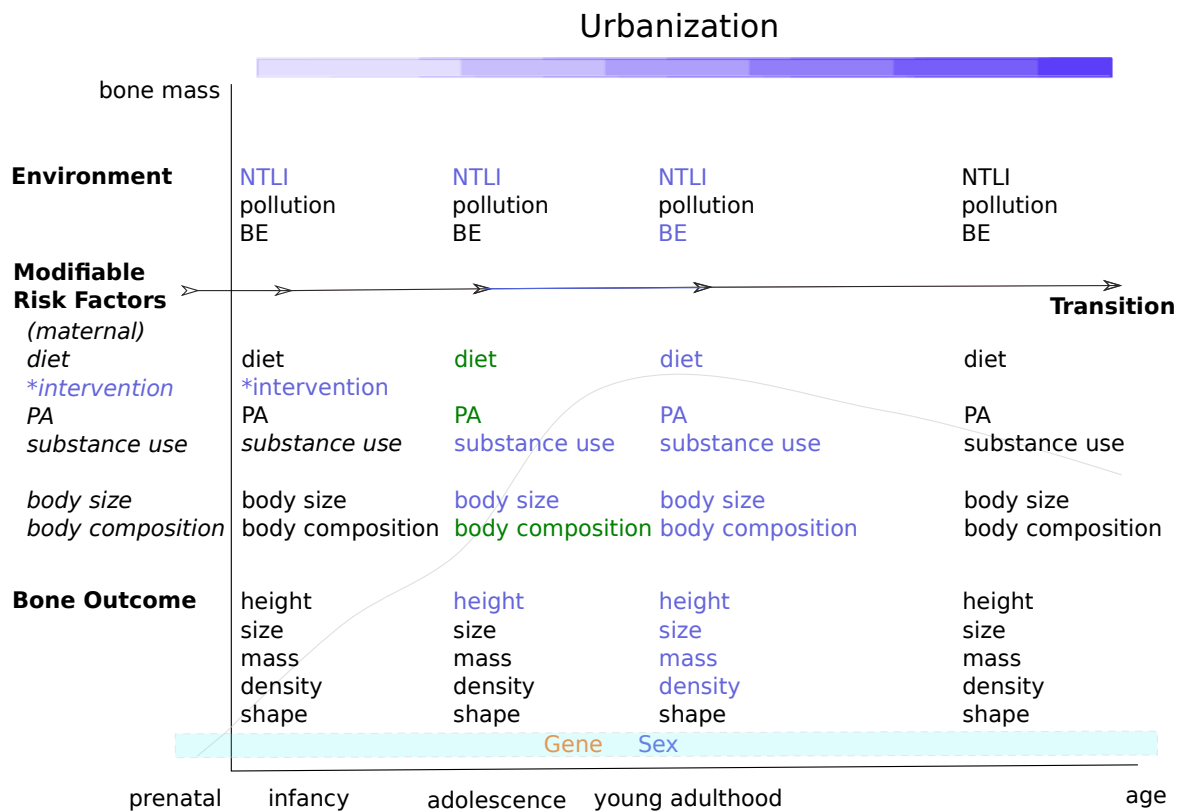 Urbanization
bone mass
Environment NTLI NTLI NTLI NTLI
pollution pollution pollution pollution
BE BE BE BE
Modifiable
Risk Factors
Transition
(maternal)
diet diet diet diet diet
*intervention *intervention
PA PA PA PA PA
substance use substance use substance use substance use substance use
body size body size body size body size body size
body composition body composition body composition body composition body composition
Bone Outcome height height height height
size size size size
mass mass mass mass
density density density density
shape shape shape shape
Gene Sex
prenatal infancy adolescence young adulthood age